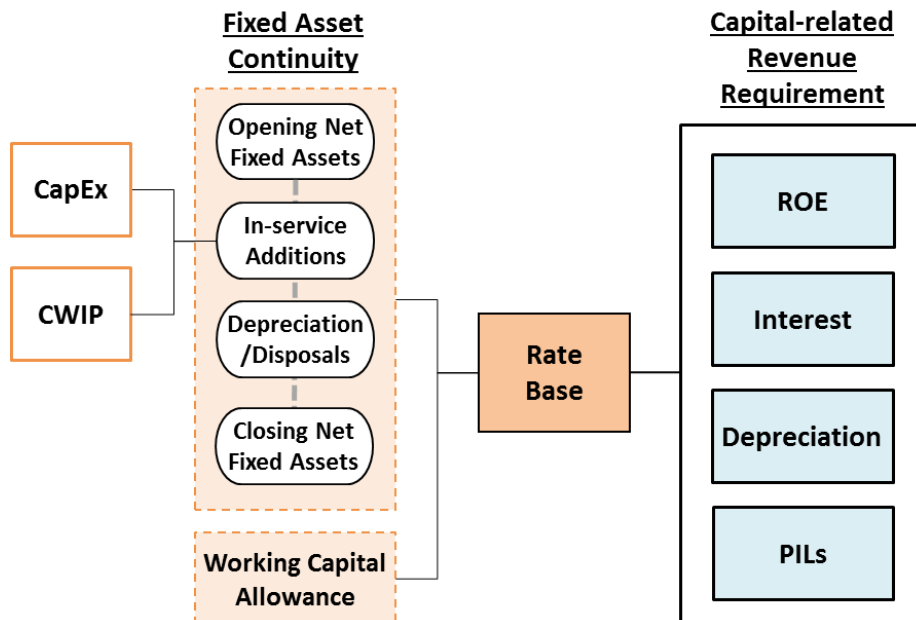 Fixed Asset
Continuity
Capital-related
Revenue
Requirement
CapEx
CWIP
Opening Net
Fixed Assets
In-service
Additions
Depreciation
/Disposals
Closing Net
Fixed Assets
Working Capital
Allowance
Rate
Base
ROE
Interest
Depreciation
PILs